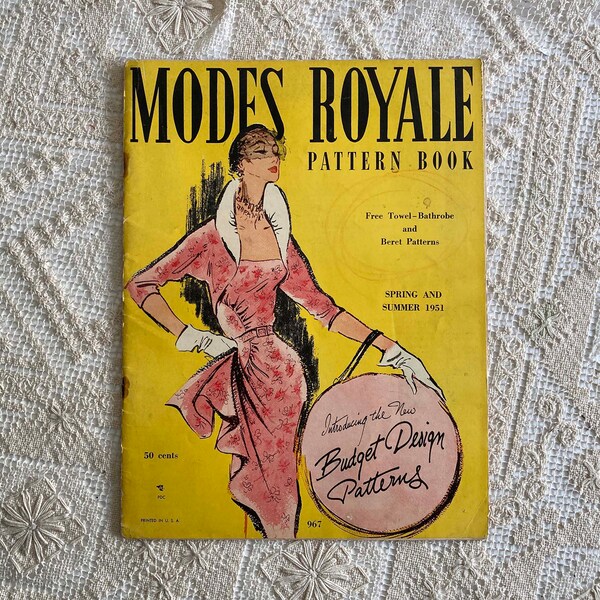 MODES ROYALE
PATTERN BOOK
Free Towel-Bathrobe
and
Beret Patterns
SPRING AND
SUMMER 1951
Introducing the New
Budget Design
Patterns
50 cents
PDC
PRINTED IN U. S. A
967